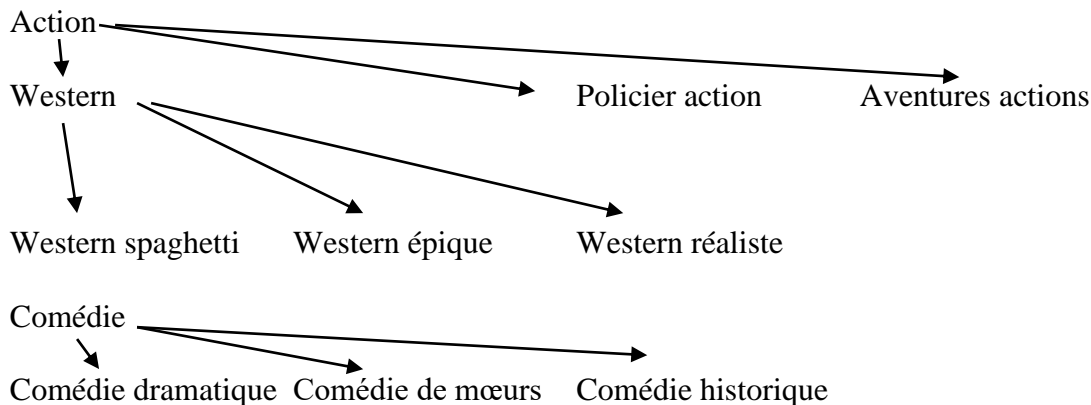 Action
Western Policier action Aventures actions
Western spaghetti Western épique Western réaliste
Comédie
Comédie dramatique Comédie de mœurs Comédie historique